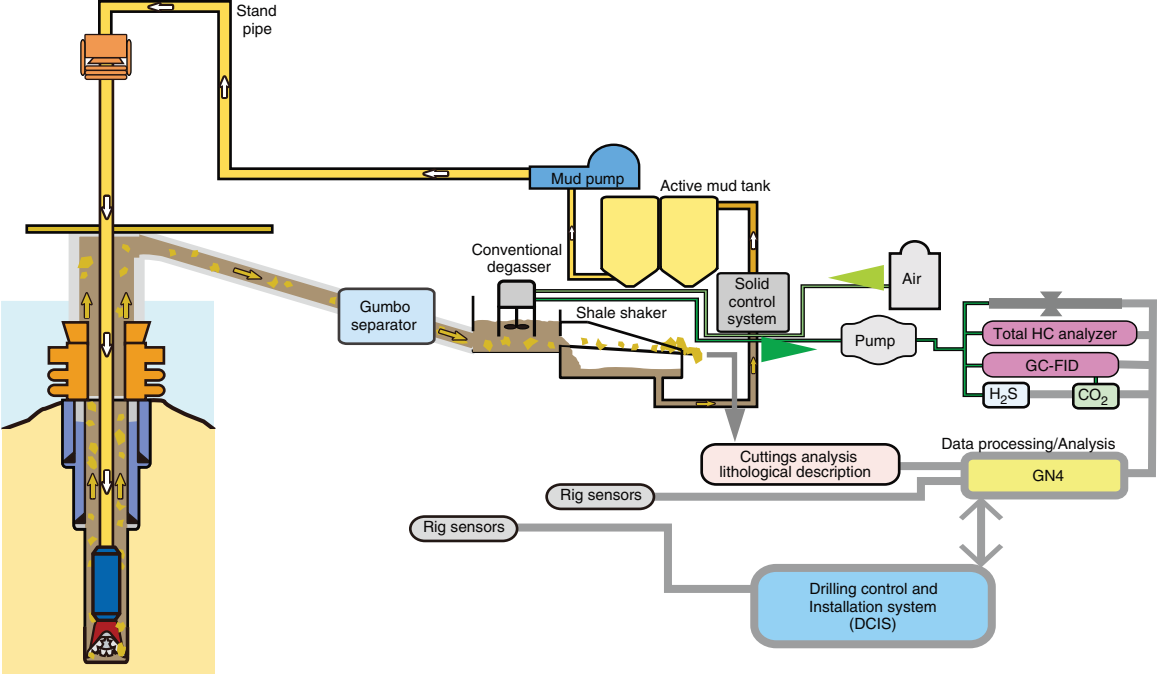 Stand
pipe
Mud pump
Active mud tank
Conventional
degasser
Gumbo
separator
Shale shaker
Solid
control
system
Air
Pump
Total HC analyzer
GC-FID
H₂S
CO₂
Cuttings analysis
lithological description
Data processing/Analysis
GN4
Rig sensors
Rig sensors
Drilling control and
Installation system
(DCIS)